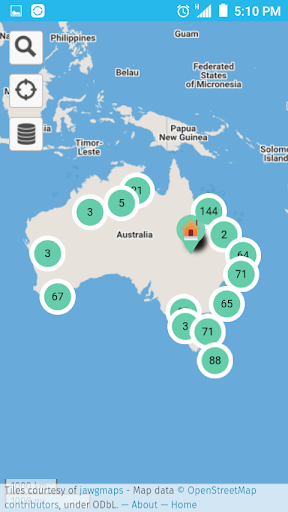 5:10 PM
Guam
Philippines
Belau
Federated
States
of Micronesia
Papua
New Guinea
Timor-
Leste
Solomo
Islands
21
5
3
144
Australia
2
64
3
71
67
65
3
71
88
Tiles courtesy of jawgmaps - Map data © OpenStreetMap
contributors, under ODbL. — About — Home